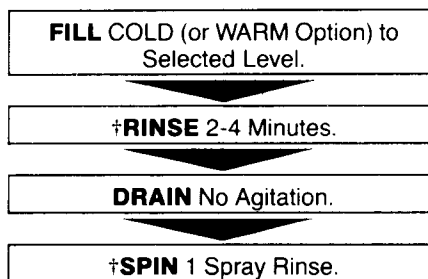 FILL COLD (or WARM Option) to
Selected Level.
†RINSE 2-4 Minutes.
DRAIN No Agitation.
†SPIN 1 Spray Rinse.